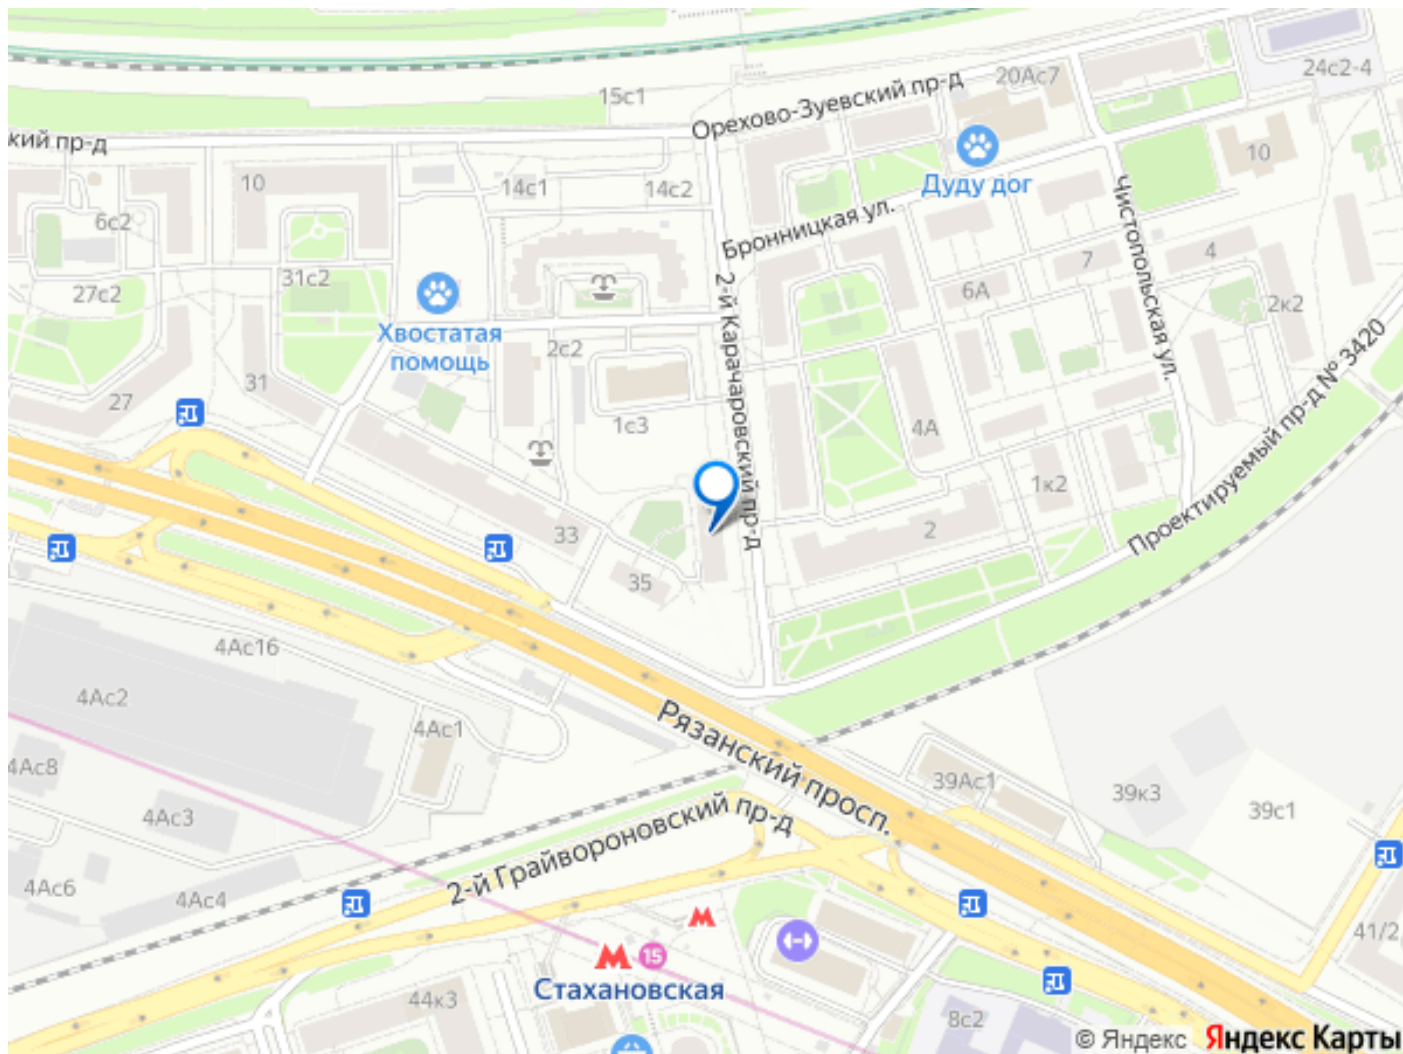 15с1
Орехово-Зуевский пр-д
20Ас7
24с2-4
кий пр-д
10
14с1
14с2
Дуду дог
10
6с2
Бронницкая ул.
Чистопольская ул.
31с2
27с2
2-й Карачаровский пр-д
7
4
6А
2к2
Хвостатая
помощь
2с2
31
27
1с3
4А
Проектируемый пр-д № 3420
1к2
33
2
35
4Ас16
4Ас2
4Ас1
Рязанский просп.
4Ас8
4Ас3
39Ас1
39к3
39с1
2-й Грайвороновский пр-д
4Ас6
4Ас4
41/2
15
Стахановская
44к3
8с2
© Яндекс Яндекс Карты